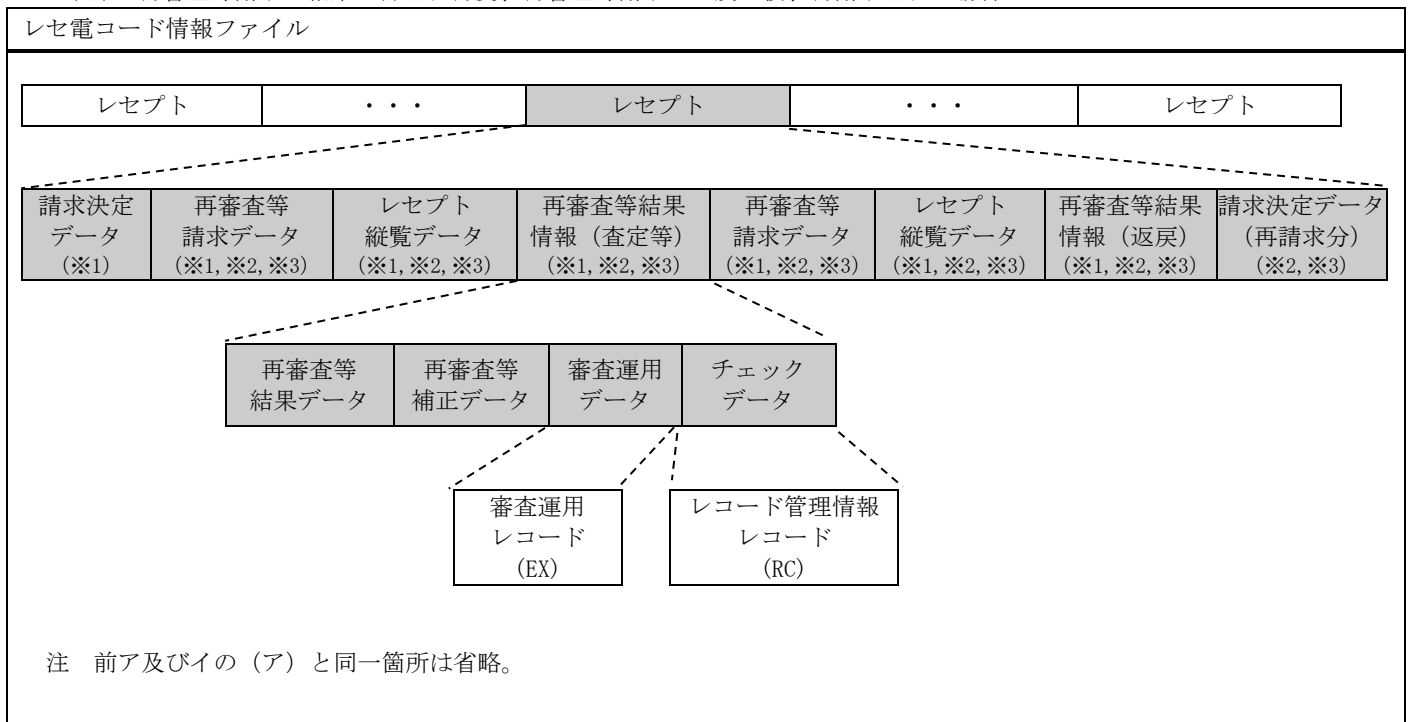 レセ電コード情報ファイル
レセプト
・・・
レセプト
・・・
レセプト
請求決定
データ
(※1)
再審査等
請求データ
(※1,※2,※3)
レセプト
縦覧データ
(※1,※2,※3)
再審査等結果
情報（査定等）
(※1,※2,※3)
再審査等
請求データ
(※1,※2,※3)
レセプト
縦覧データ
(※1,※2,※3)
再審査等結果
情報（返戻）
(※1,※2,※3)
請求決定データ
（再請求分）
(※2,※3)
再審査等
結果データ
再審査等
補正データ
審査運用
データ
チェック
データ
審査運用
レコード
(EX)
レコード管理情報
レコード
(RC)
注　前ア及びイの（ア）と同一箇所は省略。